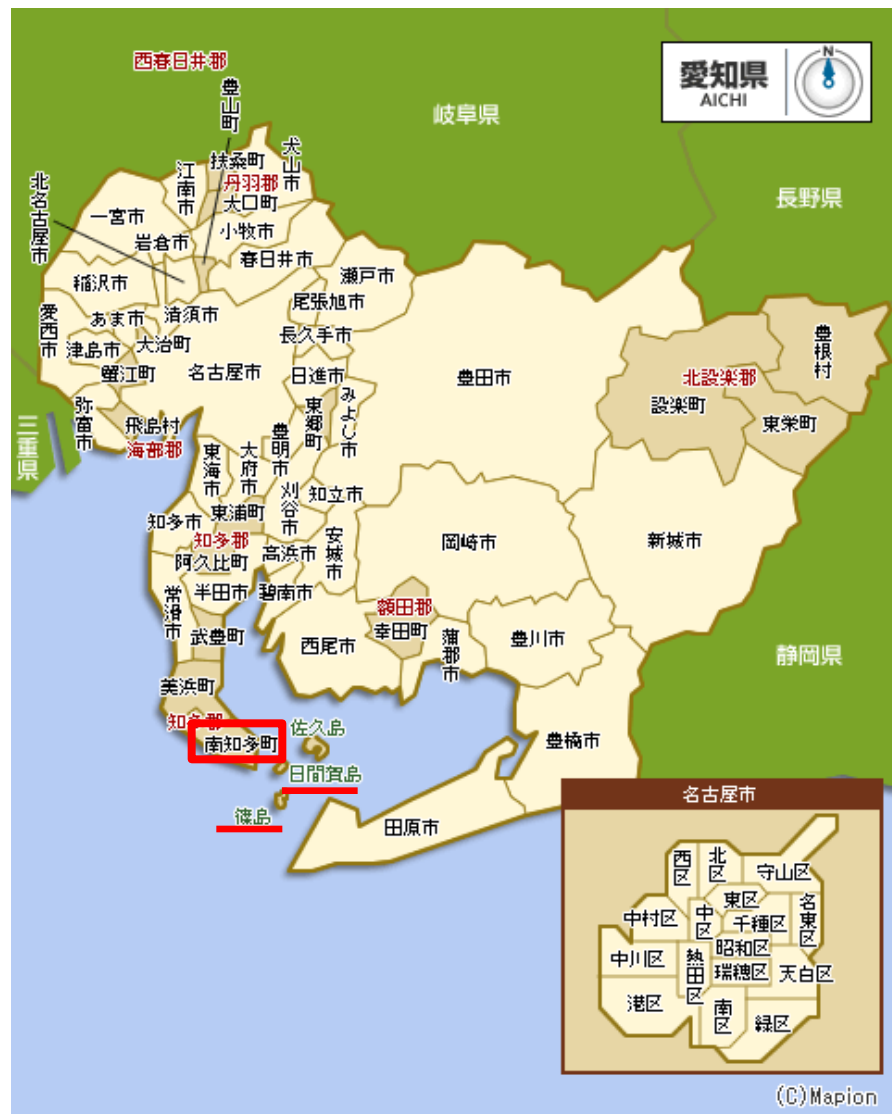 愛知県
AICHI
N
西春日井郡
豊山町
岐阜県
長野県
北名古屋市
江南市
扶桑町
犬山市
丹羽郡
大口町
一宮市
岩倉市
小牧市
春日井市
瀬戸市
稲沢市
尾張旭市
愛西市
あま市
清須市
長久手市
津島市
大治町
豊根村
蟹江町
名古屋市
日進市
豊田市
北設楽郡
設楽町
東栄町
みよし市
東郷町
弥富市
飛島村
海部郡
三重県
豊明市
大府市
東海市
刈谷市
知立市
知多市
東浦町
知多郡
安城市
岡崎市
新城市
阿久比町
高浜市
半田市
碧南市
常滑市
額田郡
幸田町
武豊町
西尾市
蒲郡市
豊川市
静岡県
美浜町
知多郡
南知多町
佐久島
豊橋市
日間賀島
篠島
田原市
名古屋市
西区
北区
守山区
東区
名東区
中村区
中区
千種区
昭和区
中川区
熱田区
瑞穂区
天白区
港区
南区
緑区
(C)Mapion